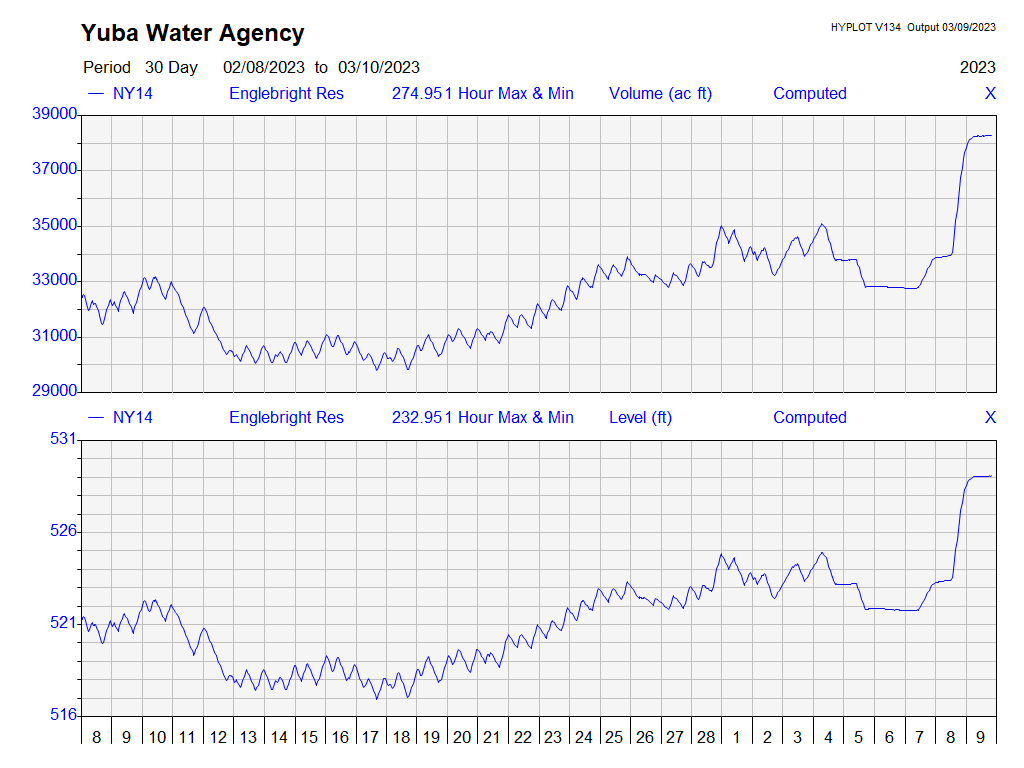 Yuba Water Agency
HYPLOT V134 Output 03/09/2023
Period 30 Day 02/08/2023 to 03/10/2023 2023
NY14 Englebright Res 274.951 Hour Max & Min Volume (ac ft) Computed X
39000
37000
35000
33000
31000
29000
NY14 Englebright Res 232.951 Hour Max & Min Level (ft) Computed X
531
526
521
516
8 9 10 11 12 13 14 15 16 17 18 19 20 21 22 23 24 25 26 27 28 1 2 3 4 5 6 7 8 9